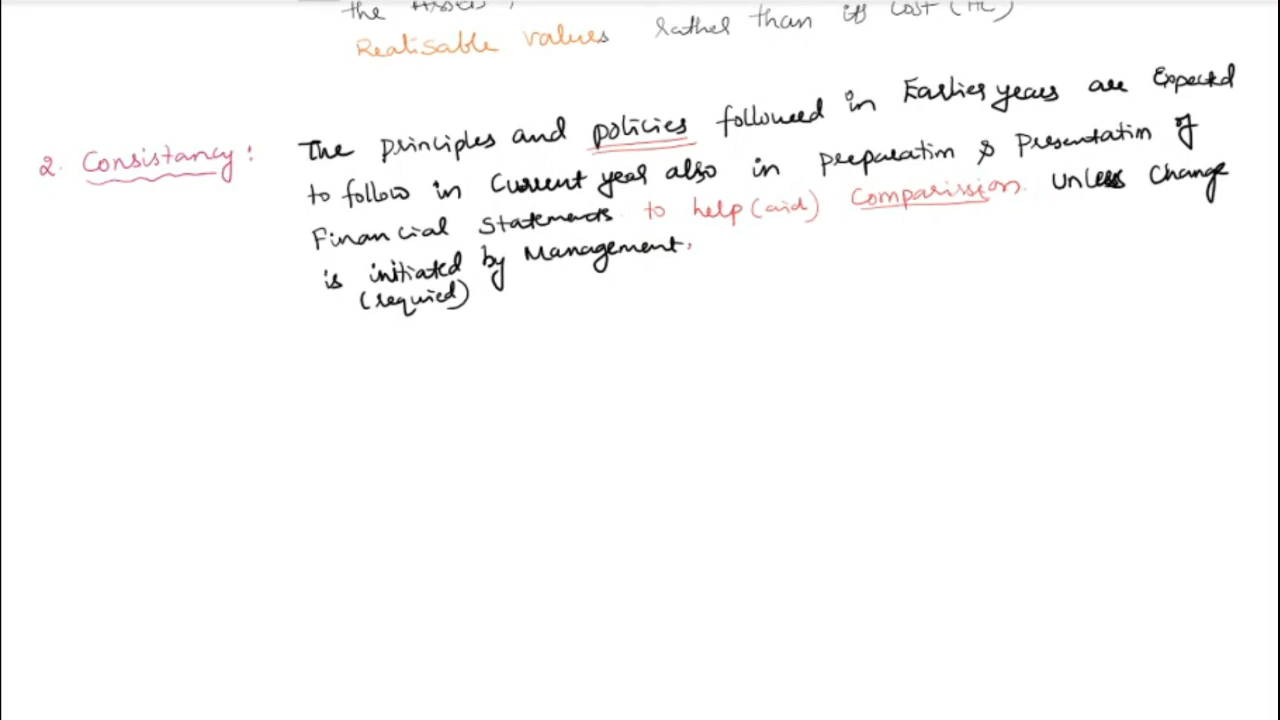 the Assets,
Realisable values rather than its Cost (HC)
2. Consistancy: The principles and policies followed in Earlier years are Expected
to follow in Current year also in preparation & Presentation of
Financial Statements to help (aid) Comparission. Unless Change
is initiated by Management.
(required)